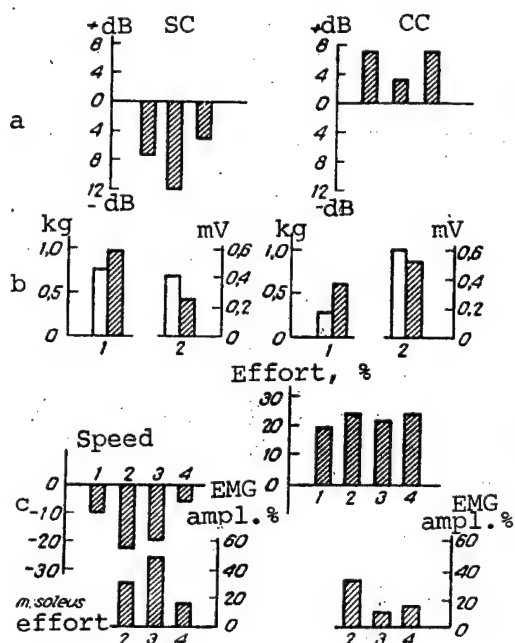 +dB SC +dB CC
8 8
4 4
0 0
a
4 4
8 8
12 12
-dB -dB
kg mV kg mV
1,0 0,6 1,0 0,6
0,4 0,4
b 0,5 0,2 0,5 0,2
0 0 0 0
1 2 1 2
Effort, %
30
20
10
0
1 2 3 4
Speed
1 2 3 4
0
c -10
-20
-30
EMG
ampl.%
60
40
20
0
m. soleus
effort
2 3 4
EMG
ampl.%
60
40
20
0
2 3 4